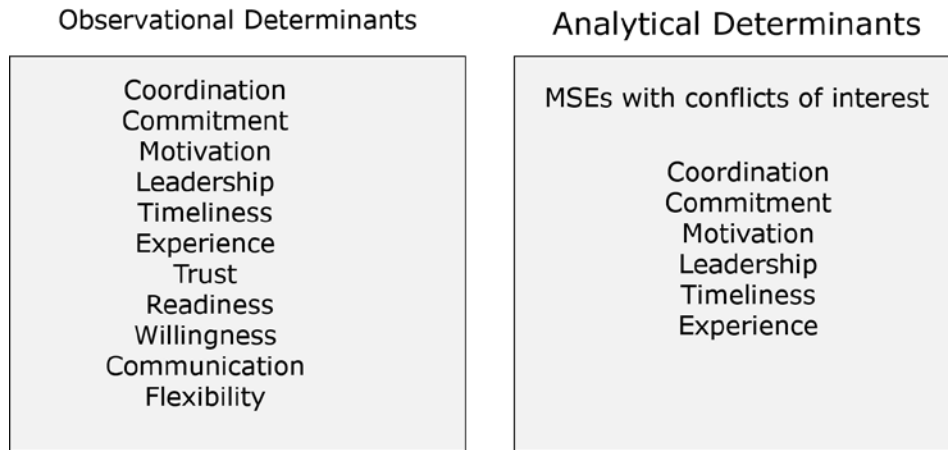 Observational Determinants
Coordination
Commitment
Motivation
Leadership
Timeliness
Experience
Trust
Readiness
Willingness
Communication
Flexibility
Analytical Determinants
MSEs with conflicts of interest
Coordination
Commitment
Motivation
Leadership
Timeliness
Experience